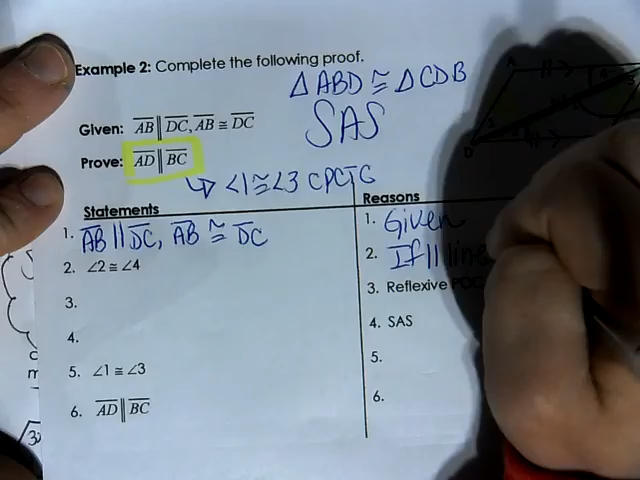 Example 2: Complete the following proof.
△ABD ≅ △CDB
Given: AB ∥ DC, AB ≅ DC
SAS
Prove: AD ∥ BC
↳ ∠1≅∠3 CPCTC
Statements
Reasons
1. AB ∥ DC, AB ≅ DC
1. Given
2. ∠2 ≅ ∠4
2. If ∥ line
3.
3. Reflexive
4.
4. SAS
5. ∠1 ≅ ∠3
5.
6. AD ∥ BC
6.
A
D